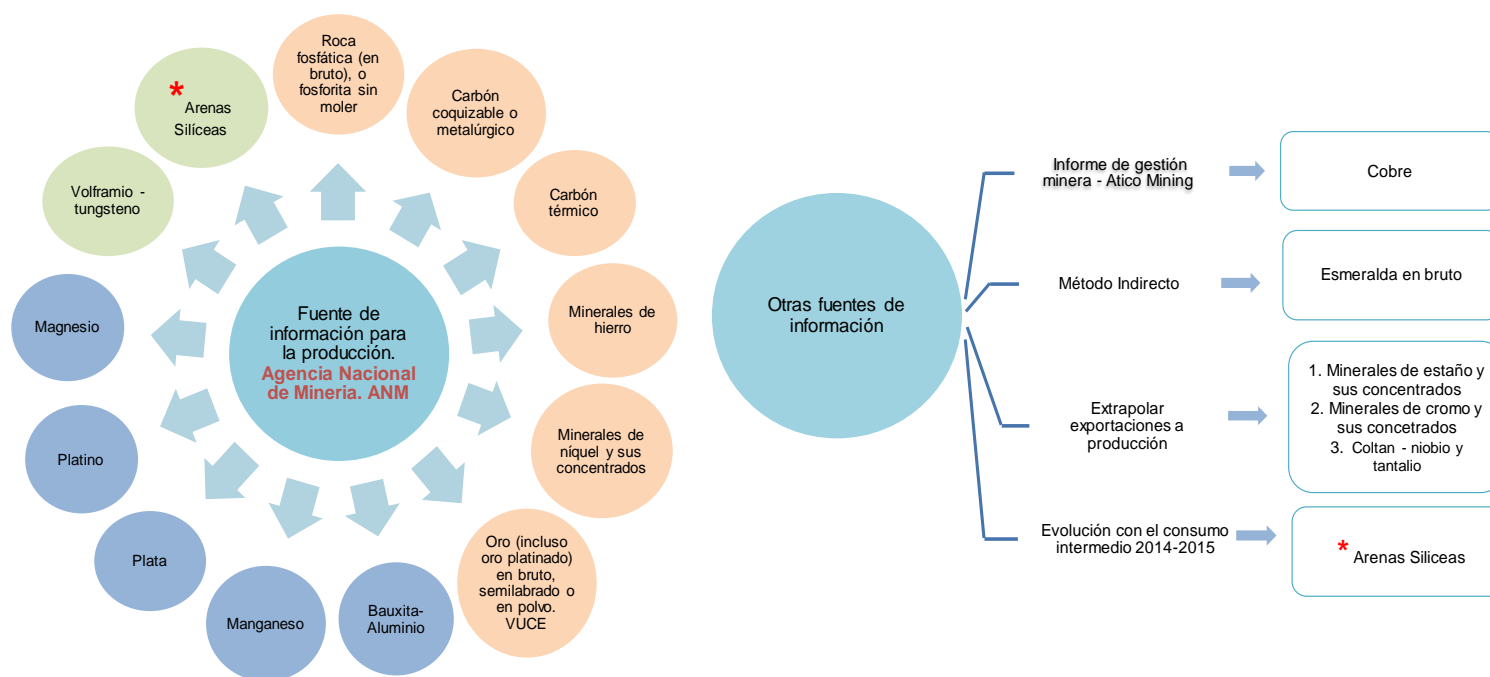 Roca
fosfática (en
bruto), o
fosforita sin
moler
Carbón
coquizable o
metalúrgico
Carbón
térmico
Minerales de
hierro
Minerales de
níquel y sus
concentrados
Oro (incluso
oro platinado)
en bruto,
semilabrado o
en polvo.
VUCE
Bauxita-
Aluminio
Manganeso
Plata
Platino
Magnesio
Volframio -
tungsteno
* Arenas
Silíceas
Fuente de
información para
la producción.
Agencia Nacional
de Mineria. ANM
Otras fuentes de
información
Informe de gestión
minera - Atico Mining
Cobre
Método Indirecto
Esmeralda en bruto
Extrapolar
exportaciones a
producción
1. Minerales de estaño y
sus concentrados
2. Minerales de cromo y
sus concetrados
3. Coltan - niobio y
tantalio
Evolución con el consumo
intermedio 2014-2015
* Arenas Siliceas